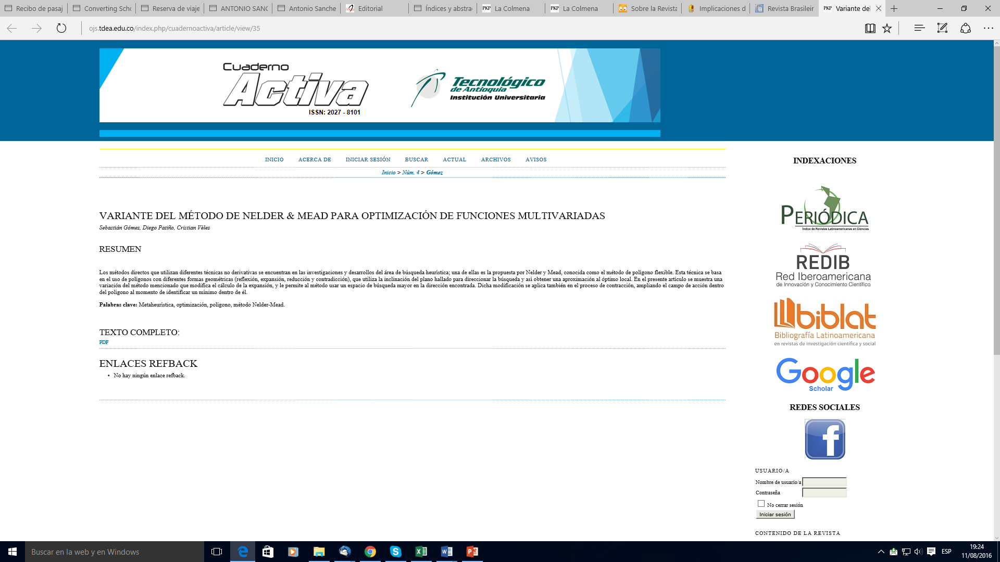 Recibo de pasaj
Converting Scho
Reserva de viaje
ANTONIO SANC
Antonio Sanche
Editorial
Índices y abstra
PKP La Colmena
PKP La Colmena
Sobre la Revista
Implicaciones d
Revista Brasileir
PKP Variante del
ojs.tdea.edu.co/index.php/cuadernoactiva/article/view/35
Cuaderno
Activa
ISSN: 2027 - 8101
Tecnológico
de Antioquia
Institución Universitaria
INICIO ACERCA DE INICIAR SESIÓN BUSCAR ACTUAL ARCHIVOS AVISOS
Inicio > Núm. 4 > Gómez
VARIANTE DEL MÉTODO DE NELDER & MEAD PARA OPTIMIZACIÓN DE FUNCIONES MULTIVARIADAS
Sebastián Gómez, Diego Patiño, Cristian Vélez
RESUMEN
Los métodos directos que utilizan diferentes técnicas no derivativas se encuentran en las investigaciones y desarrollos del área de búsqueda heurística; una de ellas es la propuesta por Nelder y Mead, conocida como el método de polígono flexible. Esta técnica se basa
en el uso de polígonos con diferentes formas geométricas (reflexión, expansión, reducción y contradicción), que utiliza la inclinación del plano hallado para direccionar la búsqueda y así obtener una aproximación al óptimo local. En el presente artículo se muestra una
variación del método mencionado que modifica el cálculo de la expansión, y le permite al método usar un espacio de búsqueda mayor en la dirección encontrada. Dicha modificación se aplica también en el proceso de contracción, ampliando el campo de acción dentro
del polígono al momento de identificar un mínimo dentro de él.
Palabras clave: Metaheurística, optimización, polígono, método Nelder-Mead.
TEXTO COMPLETO:
PDF
ENLACES REFBACK
• No hay ningún enlace refback.
INDEXACIONES
PERIÓDICA
Índice de Revistas Latinoamericanas en Ciencias
REDIB
Red Iberoamericana
de Innovación y Conocimiento Científico
biblat
Bibliografía Latinoamericana
en revistas de investigación científica y social
Google
Scholar
REDES SOCIALES
f
USUARIO/A
Nombre de usuario/a
Contraseña
No cerrar sesión
Iniciar sesión
CONTENIDO DE LA REVISTA
Buscar en la web y en Windows
ESP
19:24
11/08/2016